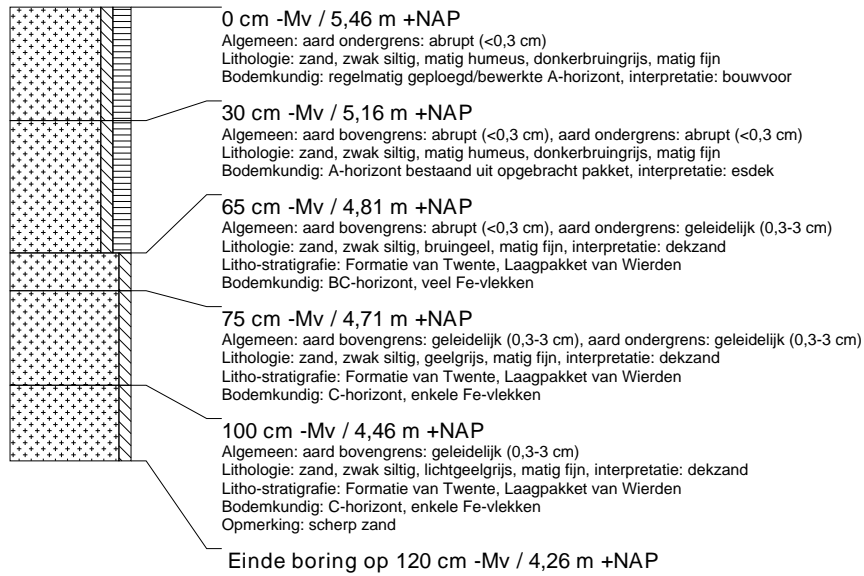 0 cm -Mv / 5,46 m +NAP
Algemeen: aard ondergrens: abrupt (<0,3 cm)
Lithologie: zand, zwak siltig, matig humeus, donkerbruingrijs, matig fijn
Bodemkundig: regelmatig geploegd/bewerkte A-horizont, interpretatie: bouwvoor
30 cm -Mv / 5,16 m +NAP
Algemeen: aard bovengrens: abrupt (<0,3 cm), aard ondergrens: abrupt (<0,3 cm)
Lithologie: zand, zwak siltig, matig humeus, donkerbruingrijs, matig fijn
Bodemkundig: A-horizont bestaand uit opgebracht pakket, interpretatie: esdek
65 cm -Mv / 4,81 m +NAP
Algemeen: aard bovengrens: abrupt (<0,3 cm), aard ondergrens: geleidelijk (0,3-3 cm)
Lithologie: zand, zwak siltig, bruingeel, matig fijn, interpretatie: dekzand
Litho-stratigrafie: Formatie van Twente, Laagpakket van Wierden
Bodemkundig: BC-horizont, veel Fe-vlekken
75 cm -Mv / 4,71 m +NAP
Algemeen: aard bovengrens: geleidelijk (0,3-3 cm), aard ondergrens: geleidelijk (0,3-3 cm)
Lithologie: zand, zwak siltig, geelgrijs, matig fijn, interpretatie: dekzand
Litho-stratigrafie: Formatie van Twente, Laagpakket van Wierden
Bodemkundig: C-horizont, enkele Fe-vlekken
100 cm -Mv / 4,46 m +NAP
Algemeen: aard bovengrens: geleidelijk (0,3-3 cm)
Lithologie: zand, zwak siltig, lichtgeelgrijs, matig fijn, interpretatie: dekzand
Litho-stratigrafie: Formatie van Twente, Laagpakket van Wierden
Bodemkundig: C-horizont, enkele Fe-vlekken
Opmerking: scherp zand
Einde boring op 120 cm -Mv / 4,26 m +NAP